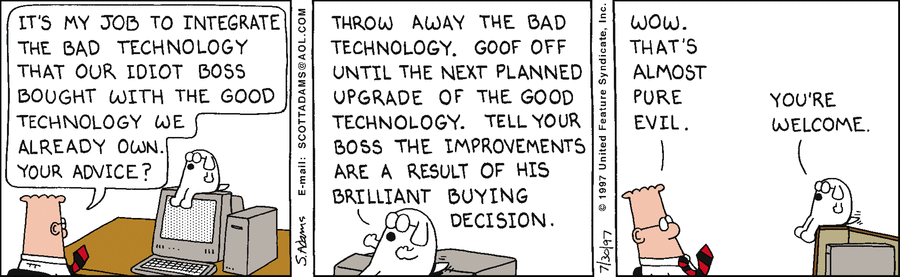 IT'S MY JOB TO INTEGRATE
THE BAD TECHNOLOGY
THAT OUR IDIOT BOSS
BOUGHT WITH THE GOOD
TECHNOLOGY WE
ALREADY OWN.
YOUR ADVICE?
S.Adams E-mail: SCOTTADAMS@AOL.COM
THROW AWAY THE BAD
TECHNOLOGY. GOOF OFF
UNTIL THE NEXT PLANNED
UPGRADE OF THE GOOD
TECHNOLOGY. TELL YOUR
BOSS THE IMPROVEMENTS
ARE A RESULT OF HIS
BRILLIANT BUYING
DECISION.
7/30/97 © 1997 United Feature Syndicate, Inc.
WOW.
THAT'S
ALMOST
PURE
EVIL.
YOU'RE
WELCOME.